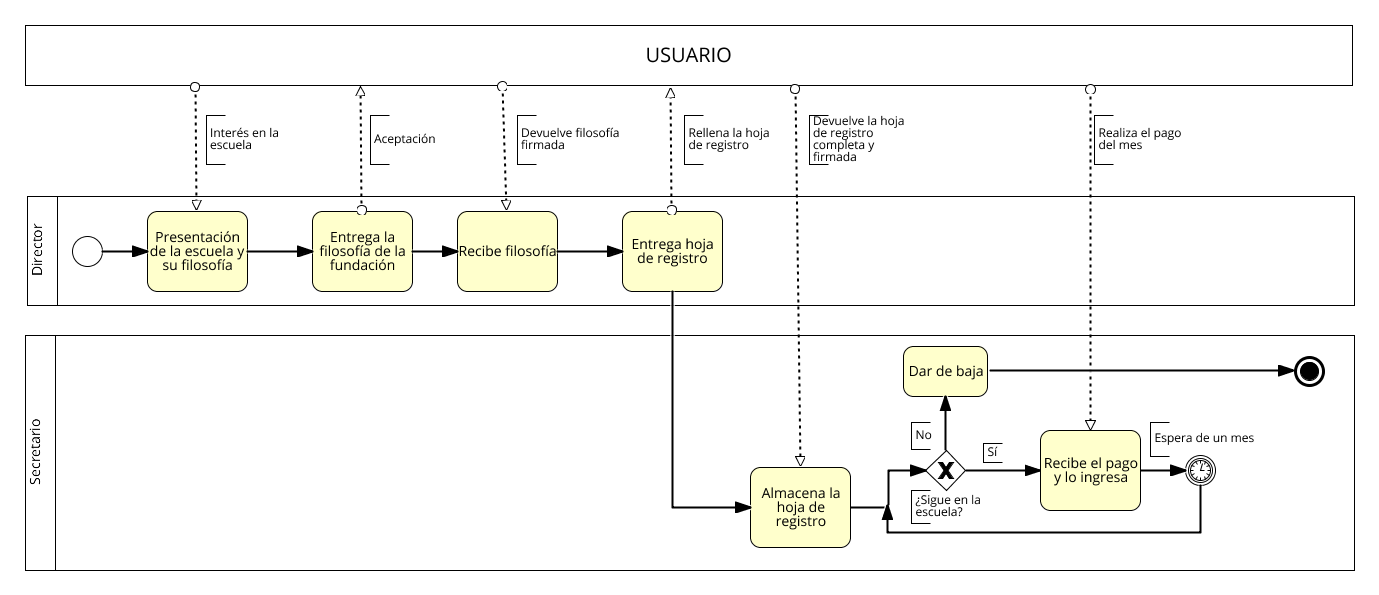 USUARIO
Interés en la
escuela
Aceptación
Devuelve filosofía
firmada
Rellena la hoja
de registro
Devuelve la hoja
de registro
completa y
firmada
Realiza el pago
del mes
Director
Presentación
de la escuela y
su filosofía
Entrega la
filosofía de la
fundación
Recibe filosofía
Entrega hoja
de registro
Secretario
Dar de baja
No
Sí
Espera de un mes
Recibe el pago
y lo ingresa
Almacena la
hoja de
registro
¿Sigue en la
escuela?